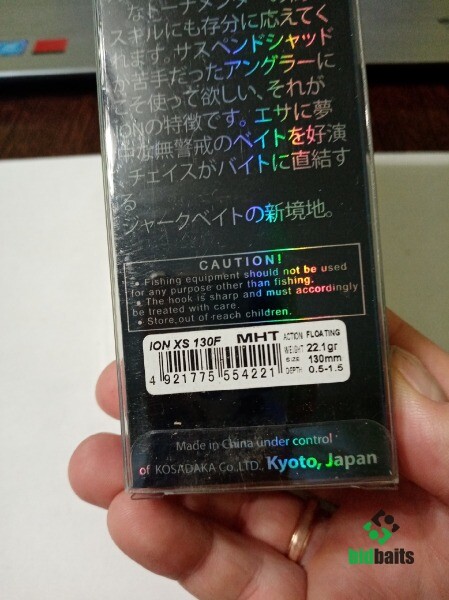 なトーナメンターの
スキルにも存分に応えてく
れます。サスペンドシャッド
が苦手だったアングラーに
こそ使って欲しい、それが
IONの特徴です。エサに夢
中な無警戒のベイトを好演
チェイスがバイトに直結す
る
ジャークベイトの新境地。
CAUTION!
• Fishing equipment should not be used
for any purpose other than fishing.
• The hook is sharp and must accordingly
be treated with care.
• Store, out of reach children.
ION XS 130F MHT ACTION FLOATING
WEIGHT 22.1gr
SIZE 130mm
DEPTH 0.5-1.5
4 921775 554221
Made in China under control
of KOSADAKA Co., LTD., Kyoto, Japan
bidbaits